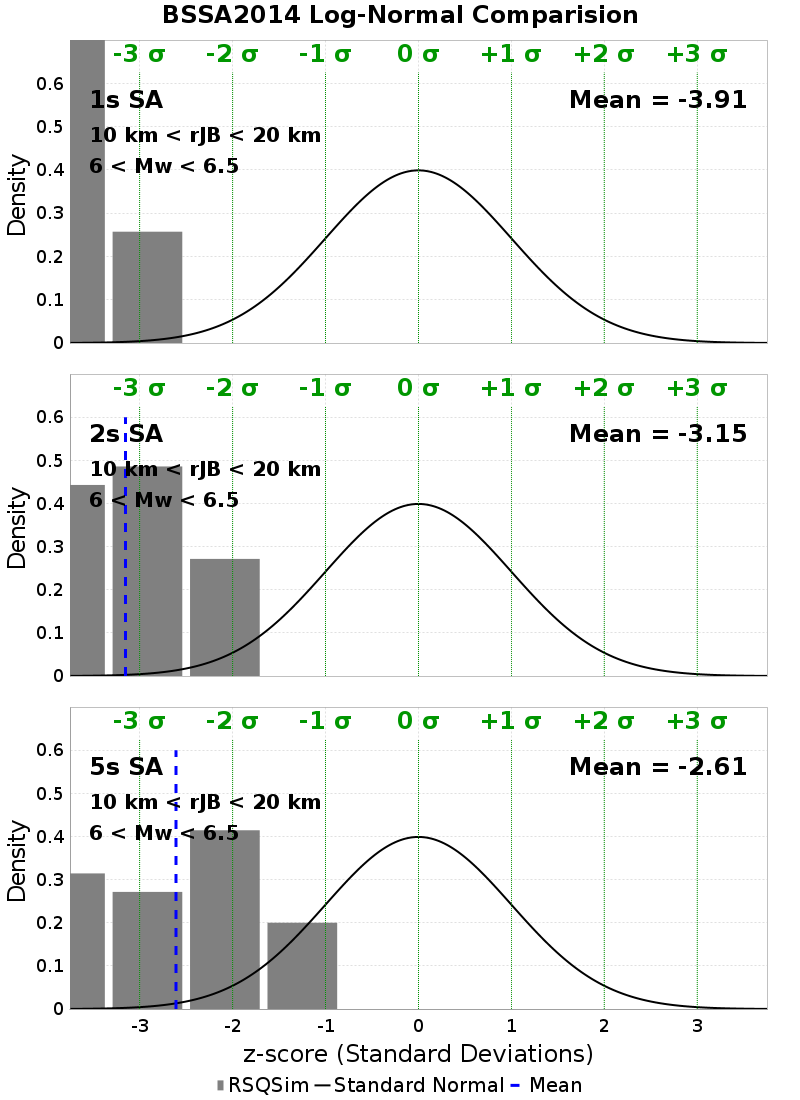 BSSA2014 Log-Normal Comparision
-3 σ -2 σ -1 σ 0 σ +1 σ +2 σ +3 σ
1s SA
Mean = -3.91
10 km < rJB < 20 km
6 < Mw < 6.5
Density
0.6
0.5
0.4
0.3
0.2
0.1
0
-3 σ -2 σ -1 σ 0 σ +1 σ +2 σ +3 σ
2s SA
Mean = -3.15
10 km < rJB < 20 km
6 < Mw < 6.5
Density
0.6
0.5
0.4
0.3
0.2
0.1
0
-3 σ -2 σ -1 σ 0 σ +1 σ +2 σ +3 σ
5s SA
Mean = -2.61
10 km < rJB < 20 km
6 < Mw < 6.5
Density
0.6
0.5
0.4
0.3
0.2
0.1
0
-3 -2 -1 0 1 2 3
z-score (Standard Deviations)
RSQSim Standard Normal Mean